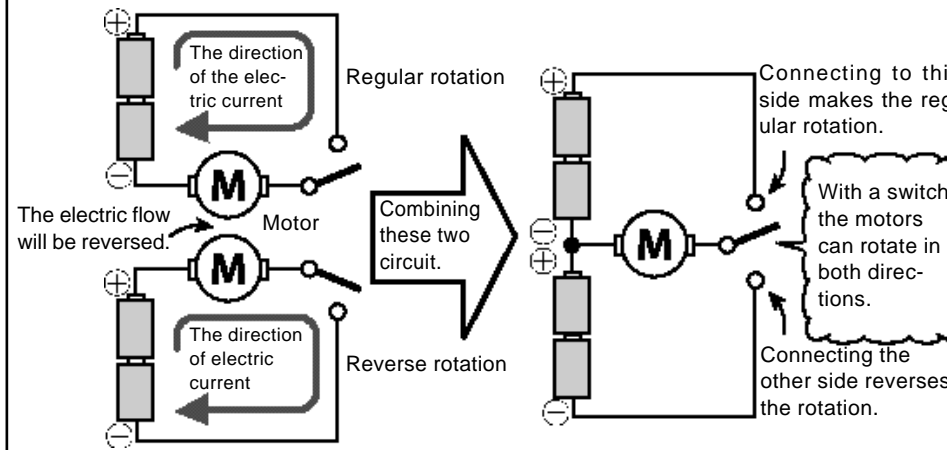 The direction
of the elec-
tric current
Regular rotation
M
The electric flow
will be reversed.
Motor
M
The direction
of electric
current
Reverse rotation
Combining
these two
circuit.
M
Connecting to thi
side makes the reg
ular rotation.
With a switch
the motors
can rotate in
both direc-
tions.
Connecting the
other side reverses
the rotation.